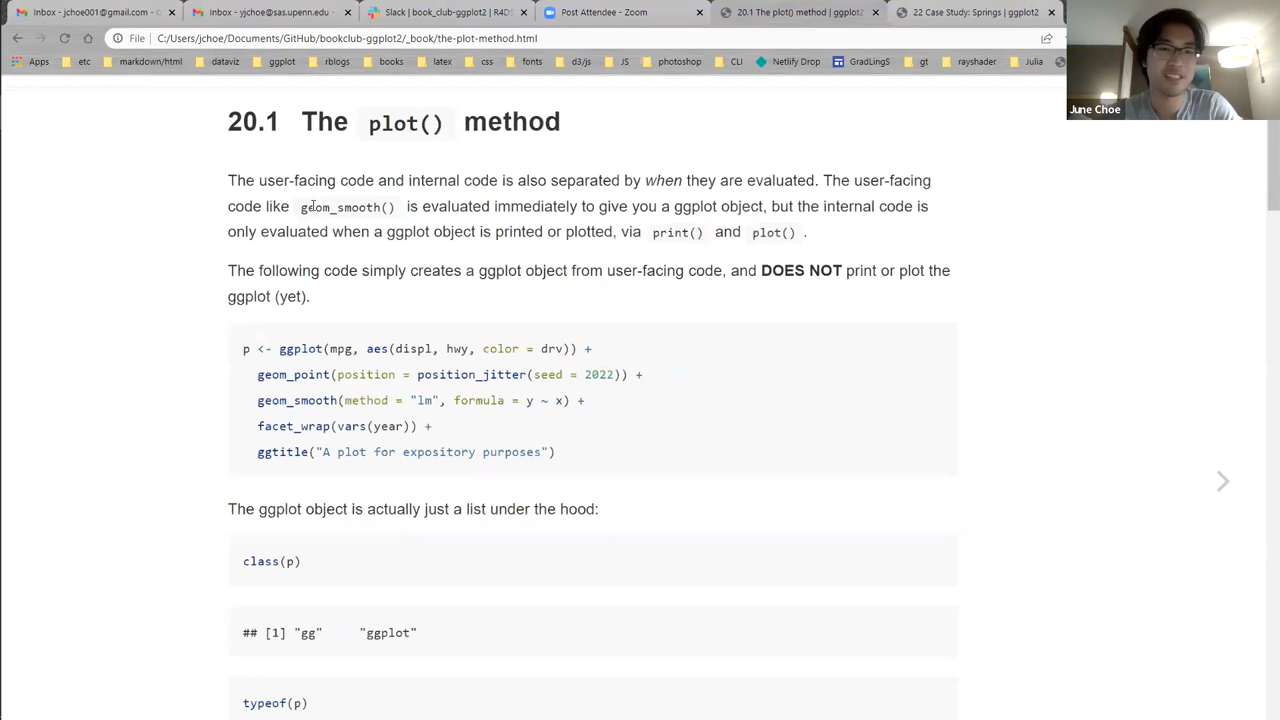 Inbox - jchoe001@gmail.com -
Inbox - yjchoe@sas.upenn.edu -
Slack | book_club-ggplot2 | R4DS
Post Attendee - Zoom
20.1 The plot() method | ggplot2
22 Case Study: Springs | ggplot2
File C:/Users/jchoe/Documents/GitHub/bookclub-ggplot2/_book/the-plot-method.html
Apps etc markdown/html dataviz ggplot rblogs books latex css fonts d3/js JS photoshop CLI Netlify Drop GradLingS gt rayshader Julia
June Choe
20.1 The plot() method
The user-facing code and internal code is also separated by when they are evaluated. The user-facing
code like geom_smooth() is evaluated immediately to give you a ggplot object, but the internal code is
only evaluated when a ggplot object is printed or plotted, via print() and plot() .
The following code simply creates a ggplot object from user-facing code, and DOES NOT print or plot the
ggplot (yet).
p <- ggplot(mpg, aes(displ, hwy, color = drv)) +
geom_point(position = position_jitter(seed = 2022)) +
geom_smooth(method = "lm", formula = y ~ x) +
facet_wrap(vars(year)) +
ggtitle("A plot for expository purposes")
The ggplot object is actually just a list under the hood:
class(p)
## [1] "gg" "ggplot"
typeof(p)